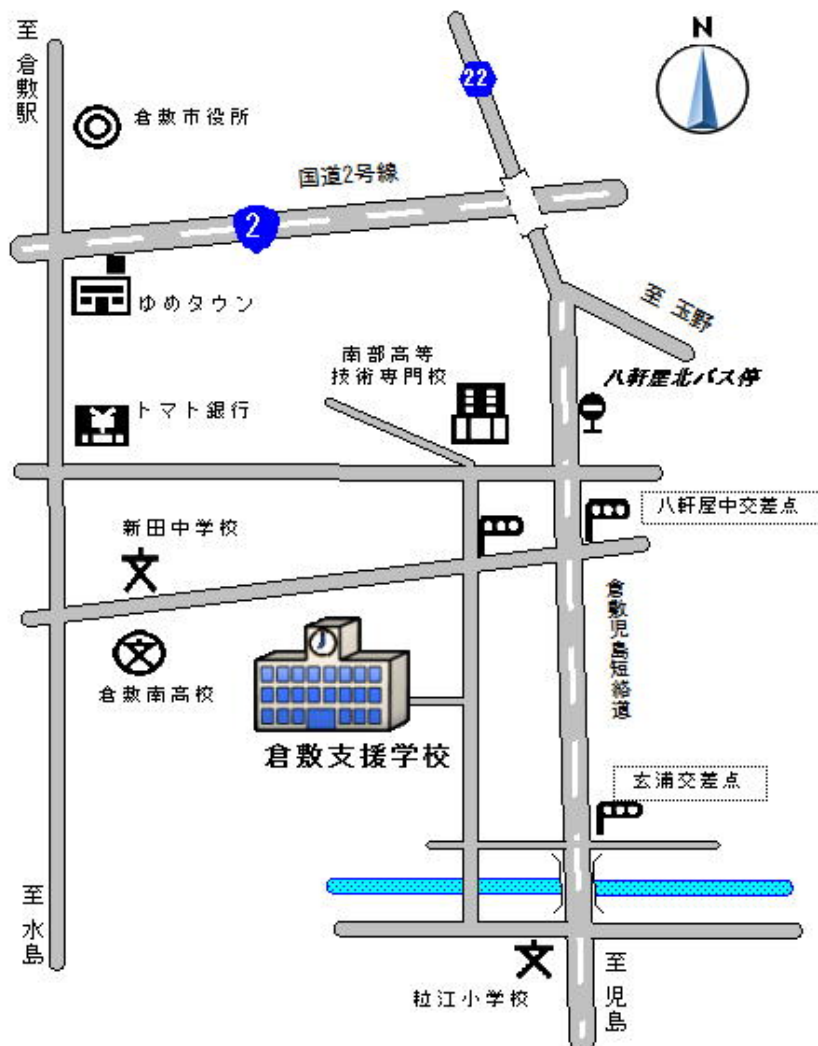 至 倉敷駅
N
22
倉敷市役所
国道2号線
2
至 玉野
ゆめタウン
南部高等
技術専門校
八軒屋北バス停
トマト銀行
八軒屋中交差点
新田中学校
倉敷児島短絡道
倉敷南高校
倉敷支援学校
玄浦交差点
至 水島
至 児島
粒江小学校